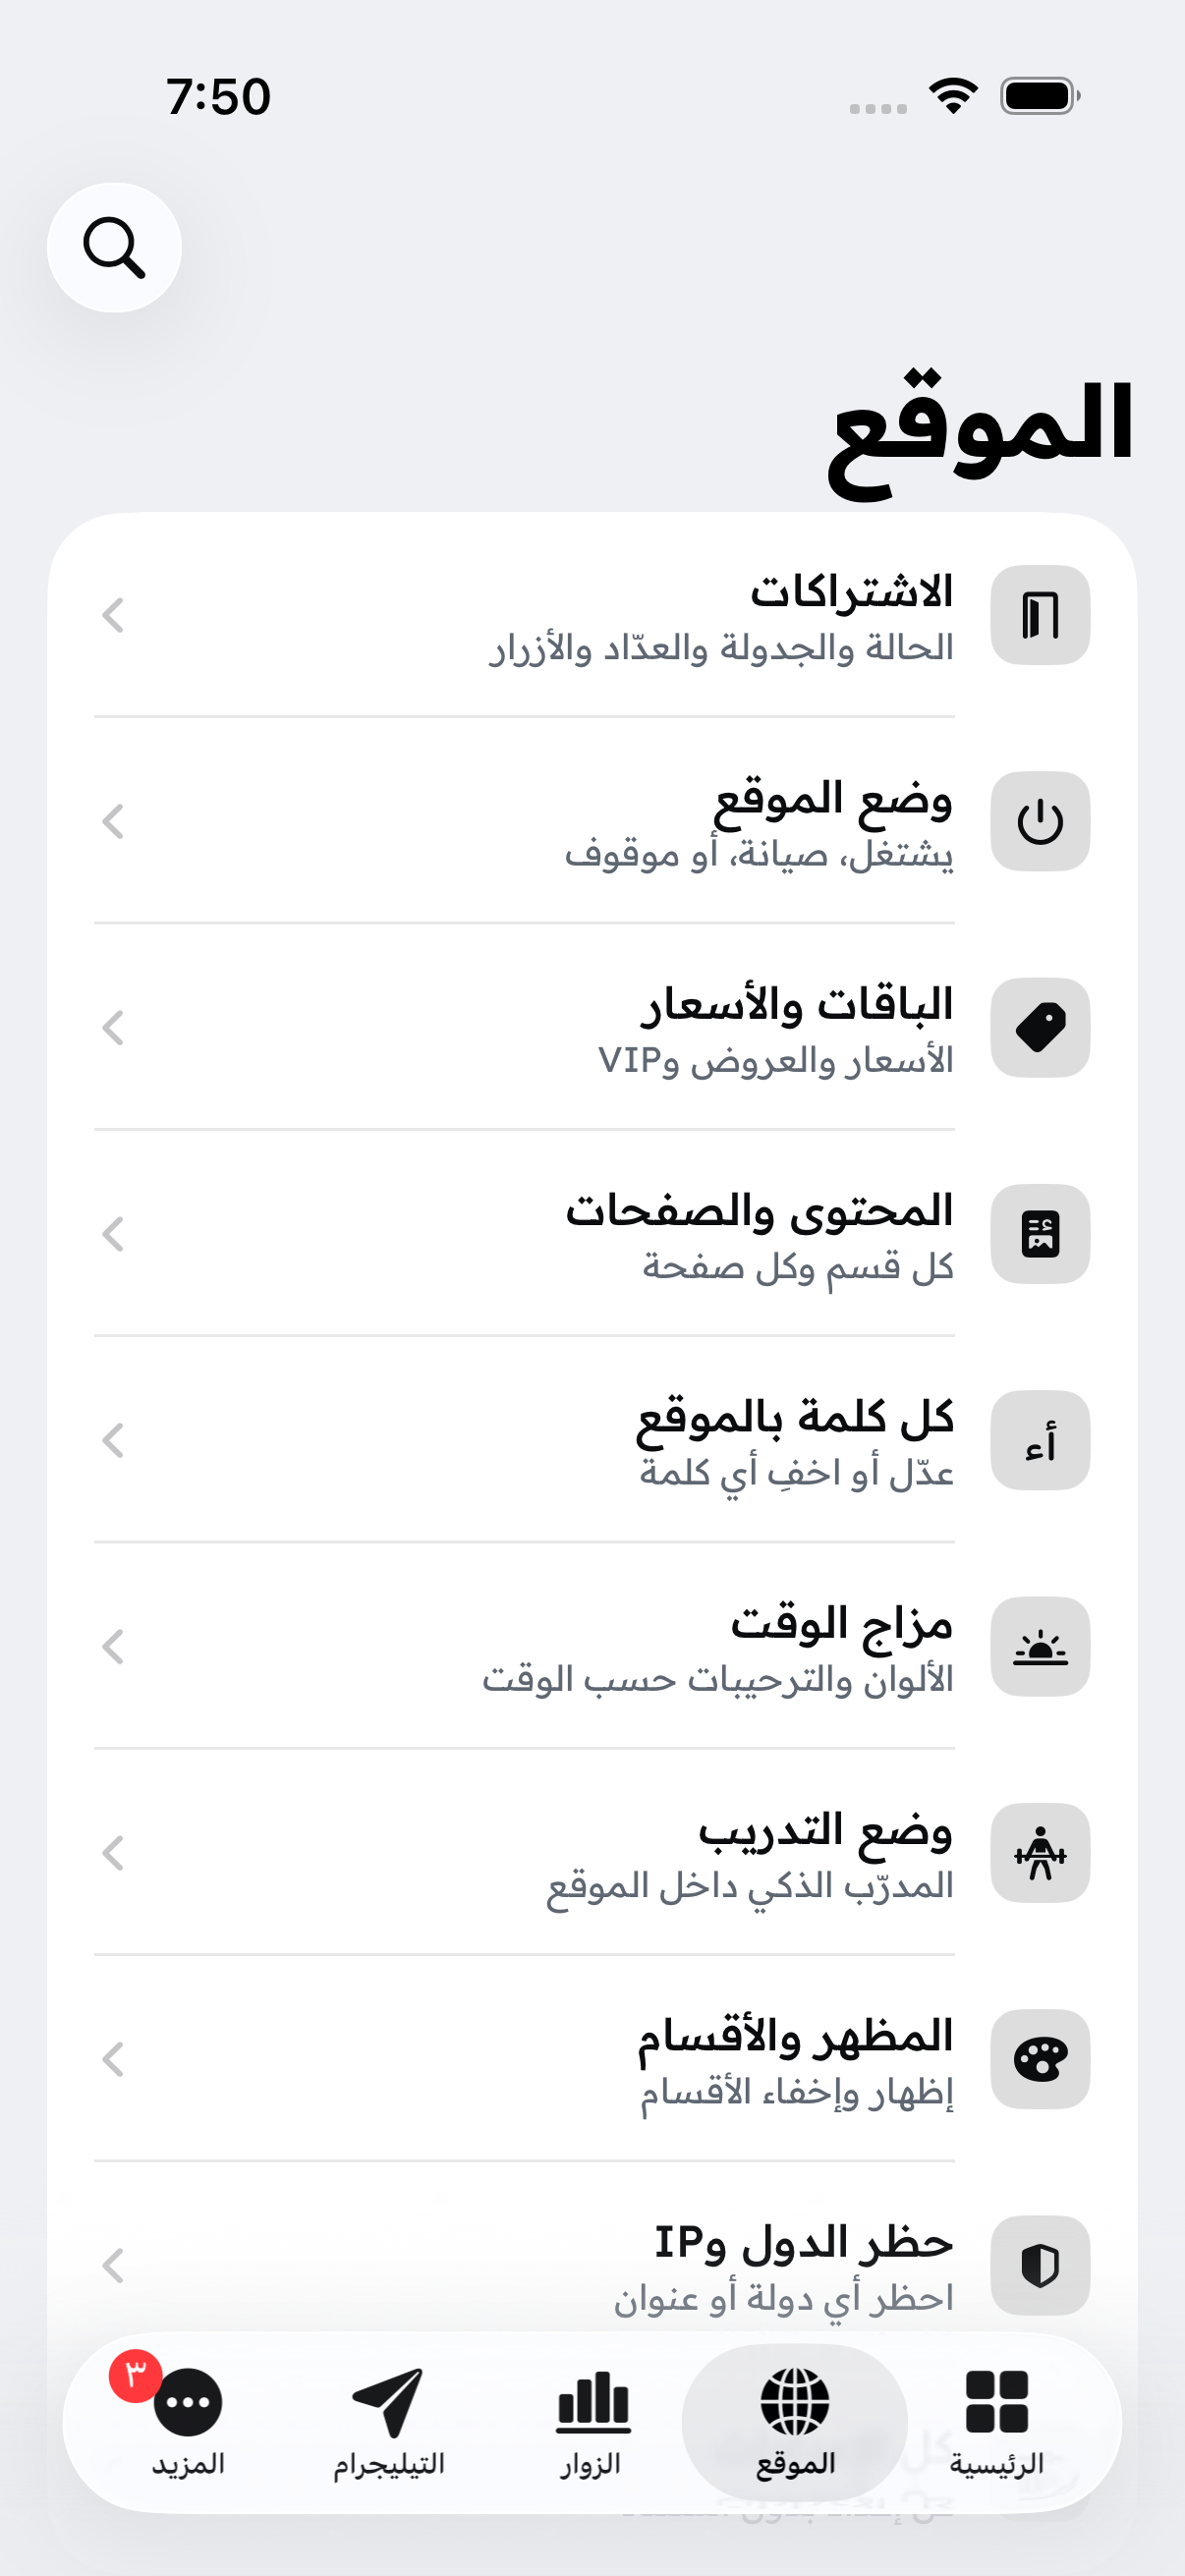 7:50
الموقع
الاشتراكات
الحالة والجدولة والعدّاد والأزرار
وضع الموقع
يشتغل، صيانة، أو موقوف
الباقات والأسعار
الأسعار والعروض وVIP
المحتوى والصفحات
كل قسم وكل صفحة
أء
كل كلمة بالموقع
عدّل أو اخفِ أي كلمة
مزاج الوقت
الألوان والترحيبات حسب الوقت
وضع التدريب
المدرّب الذكي داخل الموقع
المظهر والأقسام
إظهار وإخفاء الأقسام
حظر الدول وIP
احظر أي دولة أو عنوان
٣
الرئيسية
الموقع
الزوار
التيليجرام
المزيد